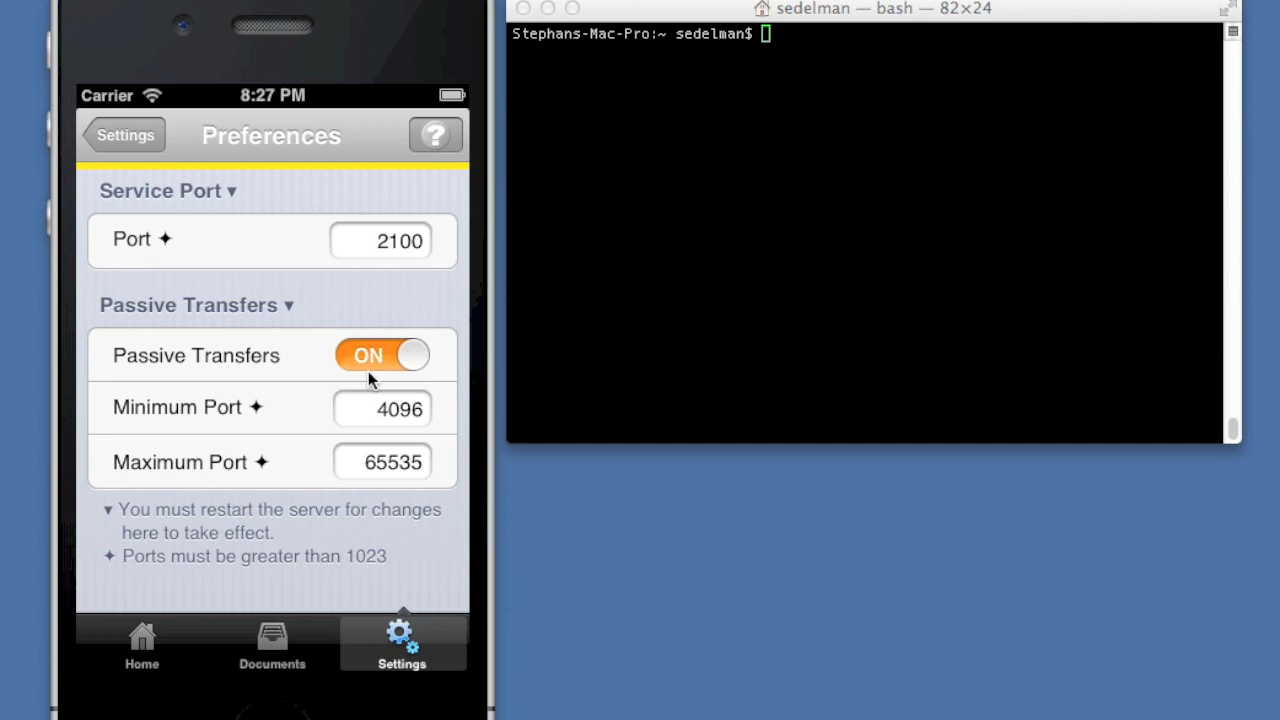 Carrier 8:27 PM
Settings Preferences ?
Service Port ▾
Port ✦ 2100
Passive Transfers ▾
Passive Transfers ON
Minimum Port ✦ 4096
Maximum Port ✦ 65535
▾ You must restart the server for changes
here to take effect.
✦ Ports must be greater than 1023
Home Documents Settings
sedelman — bash — 82×24
Stephans-Mac-Pro:~ sedelman$